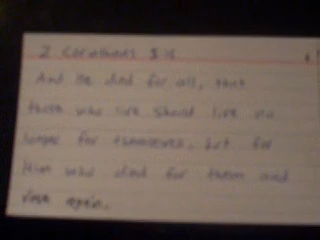 2 Corinthians 5:15
And He died for all, that
those who live should live no
longer for themselves, but for
Him who died for them and
rose again.